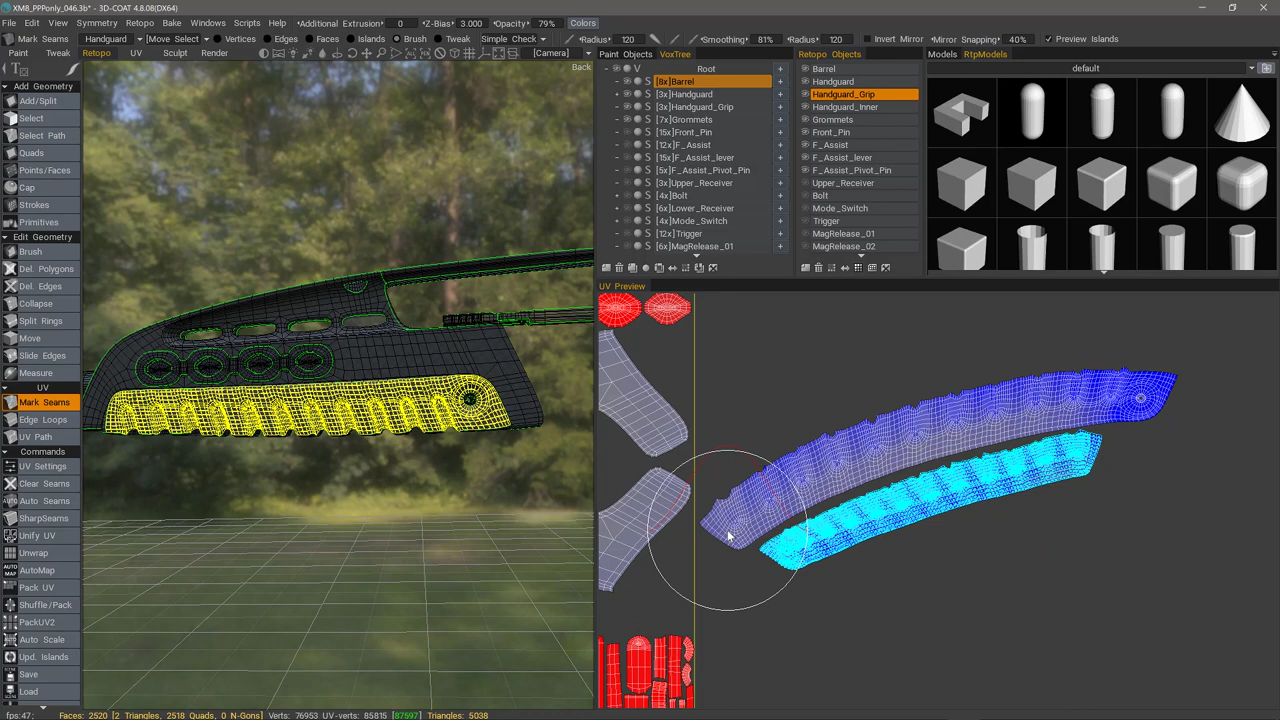 XM8_PPPonly_046.3b* - 3D-COAT 4.8.08(DX64)
File Edit View Symmetry Retopo Bake Windows Scripts Help Additional Extrusion: 0 Z-Bias: 3.000 Opacity: 79% Colors
Mark Seams Handguard [Move Select] Vertices Edges Faces Islands Brush Tweak Simple Check Radius: 120 Smoothing: 81% Radius: 120 Invert Mirror Mirror Snapping: 40% Preview Islands
Paint Tweak Retopo UV Sculpt Render [Camera]
Back
Add Geometry
Add/Split
Select
Select Path
Quads
Points/Faces
Cap
Strokes
Primitives
Edit Geometry
Brush
Del. Polygons
Del. Edges
Collapse
Split Rings
Move
Slide Edges
Measure
UV
Mark Seams
Edge Loops
UV Path
Commands
UV Settings
Clear Seams
Auto Seams
SharpSeams
Unify UV
Unwrap
AUTO MAP AutoMap
Pack UV
Shuffle/Pack
PackUV2
AUTO Auto Scale
Upd. Islands
Save
Load
Paint Objects VoxTree
V Root
S [8x]Barrel
S [3x]Handguard
S [3x]Handguard_Grip
S [7x]Grommets
S [15x]Front_Pin
S [12x]F_Assist
S [15x]F_Assist_lever
S [5x]F_Assist_Pivot_Pin
S [3x]Upper_Receiver
S [4x]Bolt
S [6x]Lower_Receiver
S [4x]Mode_Switch
S [12x]Trigger
S [6x]MagRelease_01
Retopo Objects
Barrel
Handguard
Handguard_Grip
Handguard_Inner
Grommets
Front_Pin
F_Assist
F_Assist_lever
F_Assist_Pivot_Pin
Upper_Receiver
Bolt
Mode_Switch
Trigger
MagRelease_01
MagRelease_02
Models RtpModels
default
UV Preview
fps:47; Faces: 2520 [2 Triangles, 2518 Quads, 0 N-Gons] Verts: 76953 UV-verts: 85815 [87597] Triangles: 5038